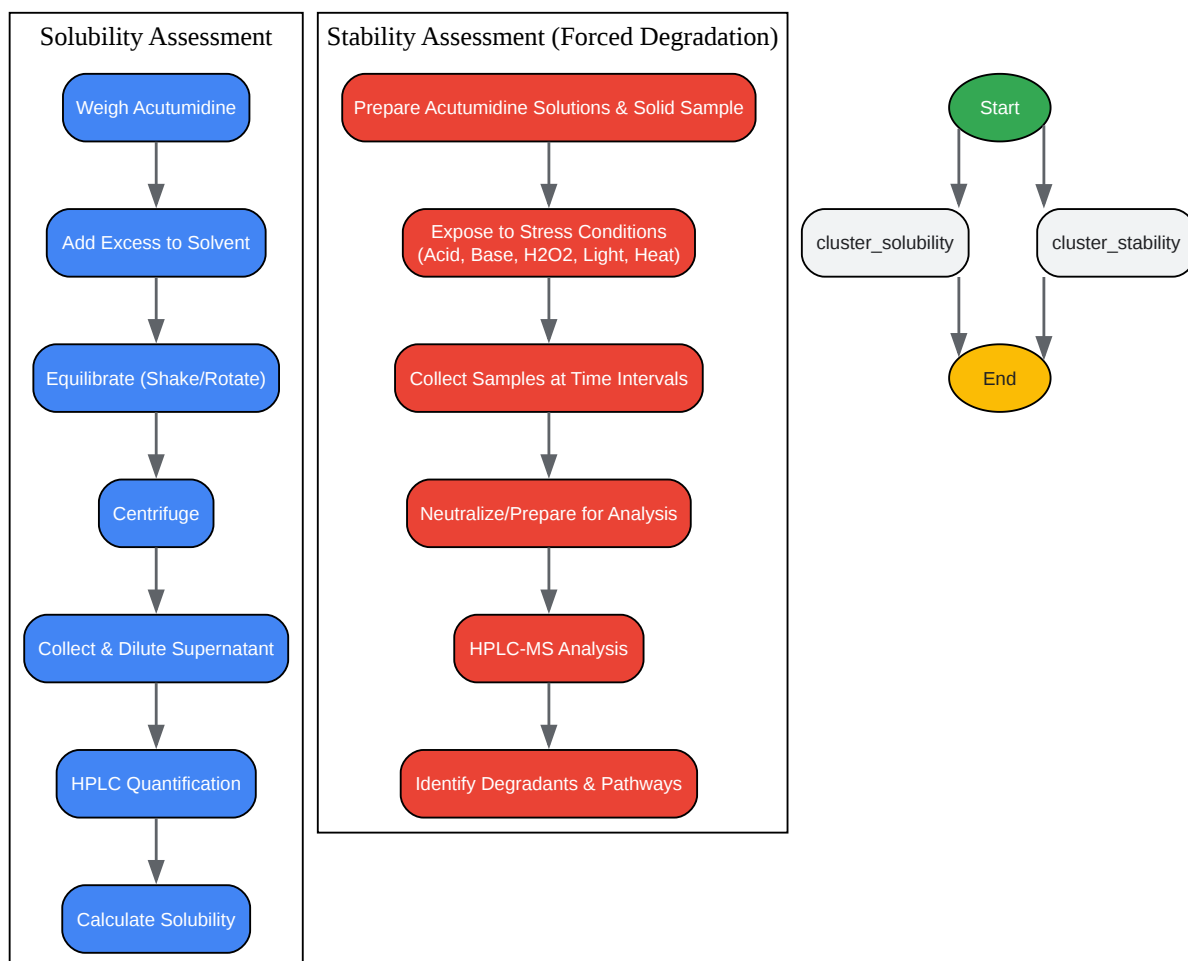 Solubility Assessment
Weigh Acutumidine
Add Excess to Solvent
Equilibrate (Shake/Rotate)
Centrifuge
Collect & Dilute Supernatant
HPLC Quantification
Calculate Solubility
Stability Assessment (Forced Degradation)
Prepare Acutumidine Solutions & Solid Sample
Expose to Stress Conditions
(Acid, Base, H2O2, Light, Heat)
Collect Samples at Time Intervals
Neutralize/Prepare for Analysis
HPLC-MS Analysis
Identify Degradants & Pathways
Start
cluster_solubility
cluster_stability
End